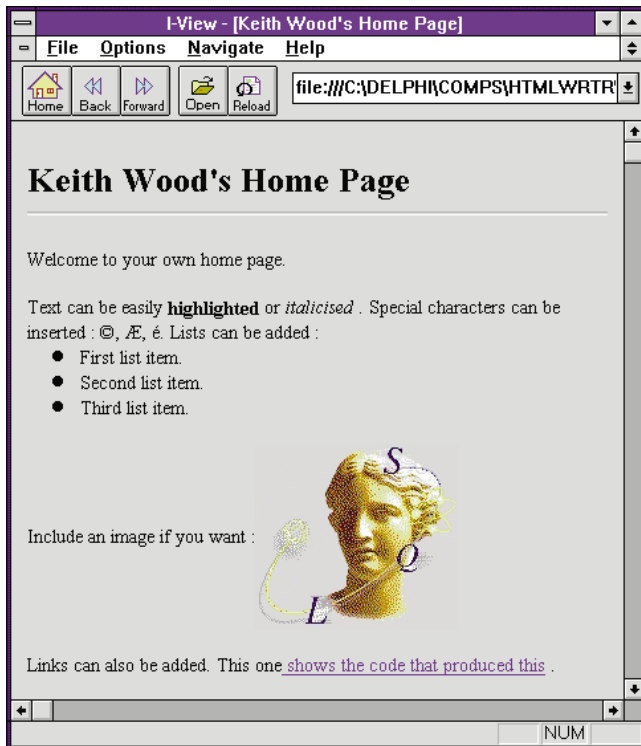 I-View - [Keith Wood's Home Page]
File Options Navigate Help
Home Back Forward Open Reload file:///C:\DELPHI\COMPS\HTMLWRTR\
Keith Wood's Home Page
Welcome to your own home page.
Text can be easily highlighted or italicised . Special characters can be
inserted : ©, Æ, é. Lists can be added :
First list item.
Second list item.
Third list item.
S
Include an image if you want :
Q
L
Links can also be added. This one shows the code that produced this .
NUM